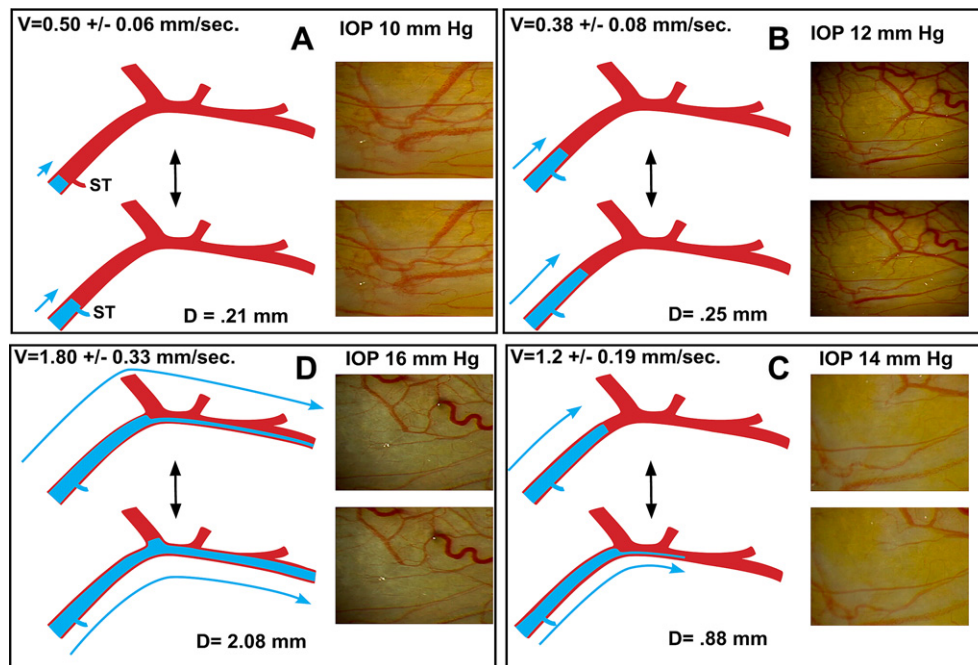 V=0.50 +/- 0.06 mm/sec.
A
IOP 10 mm Hg
ST
ST
D = .21 mm
V=0.38 +/- 0.08 mm/sec.
B
IOP 12 mm Hg
D= .25 mm
V=1.80 +/- 0.33 mm/sec.
D
IOP 16 mm Hg
D= 2.08 mm
V=1.2 +/- 0.19 mm/sec.
C
IOP 14 mm Hg
D= .88 mm